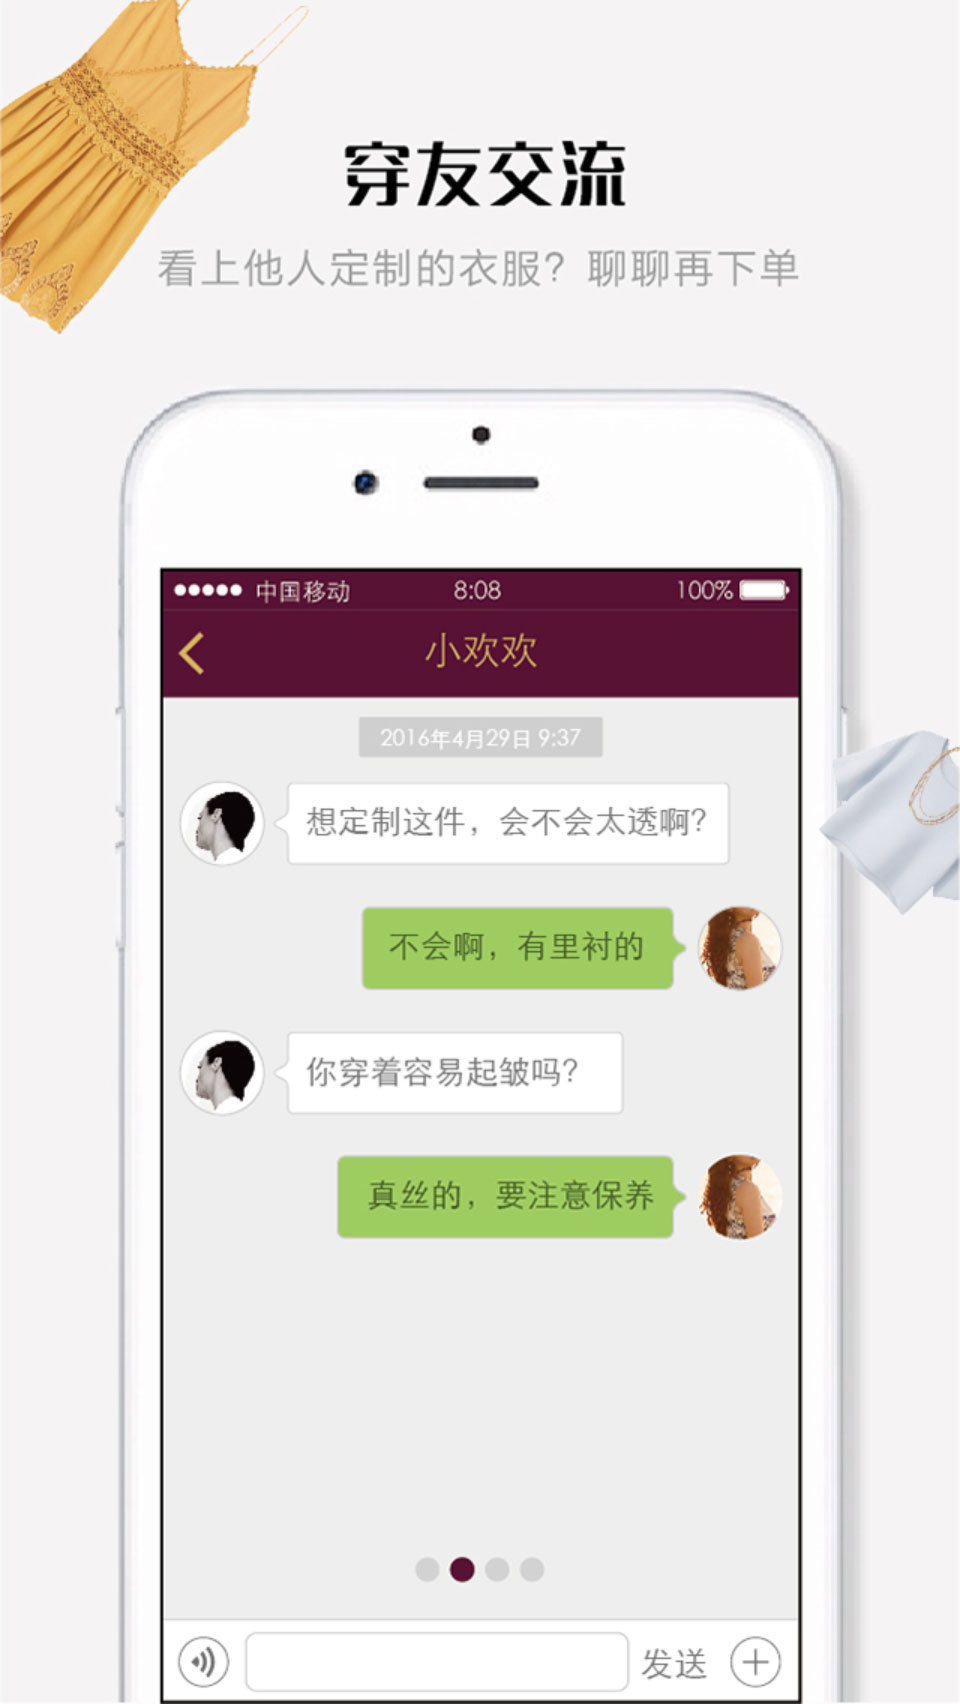 穿友交流
看上他人定制的衣服？聊聊再下单
中国移动 8:08 100%
小欢欢
2016年4月29日 9:37
想定制这件，会不会太透啊？
不会啊，有里衬的
你穿着容易起皱吗？
真丝的，要注意保养
发送